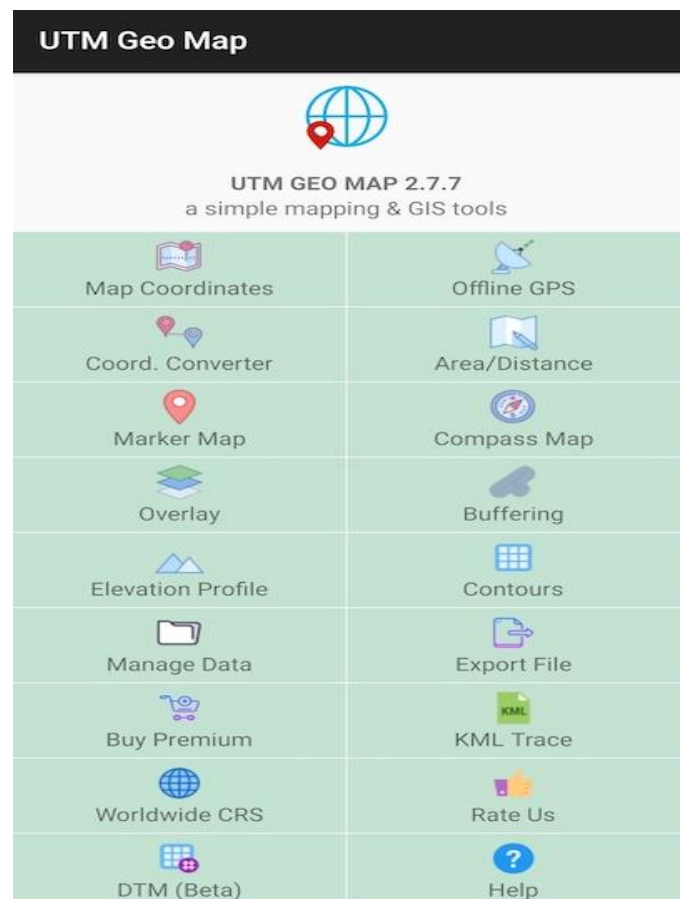 UTM Geo Map
UTM GEO MAP 2.7.7
a simple mapping & GIS tools
Map Coordinates
Offline GPS
Coord. Converter
Area/Distance
Marker Map
Compass Map
Overlay
Buffering
Elevation Profile
Contours
Manage Data
Export File
KML
Buy Premium
KML Trace
Worldwide CRS
Rate Us
DTM (Beta)
Help